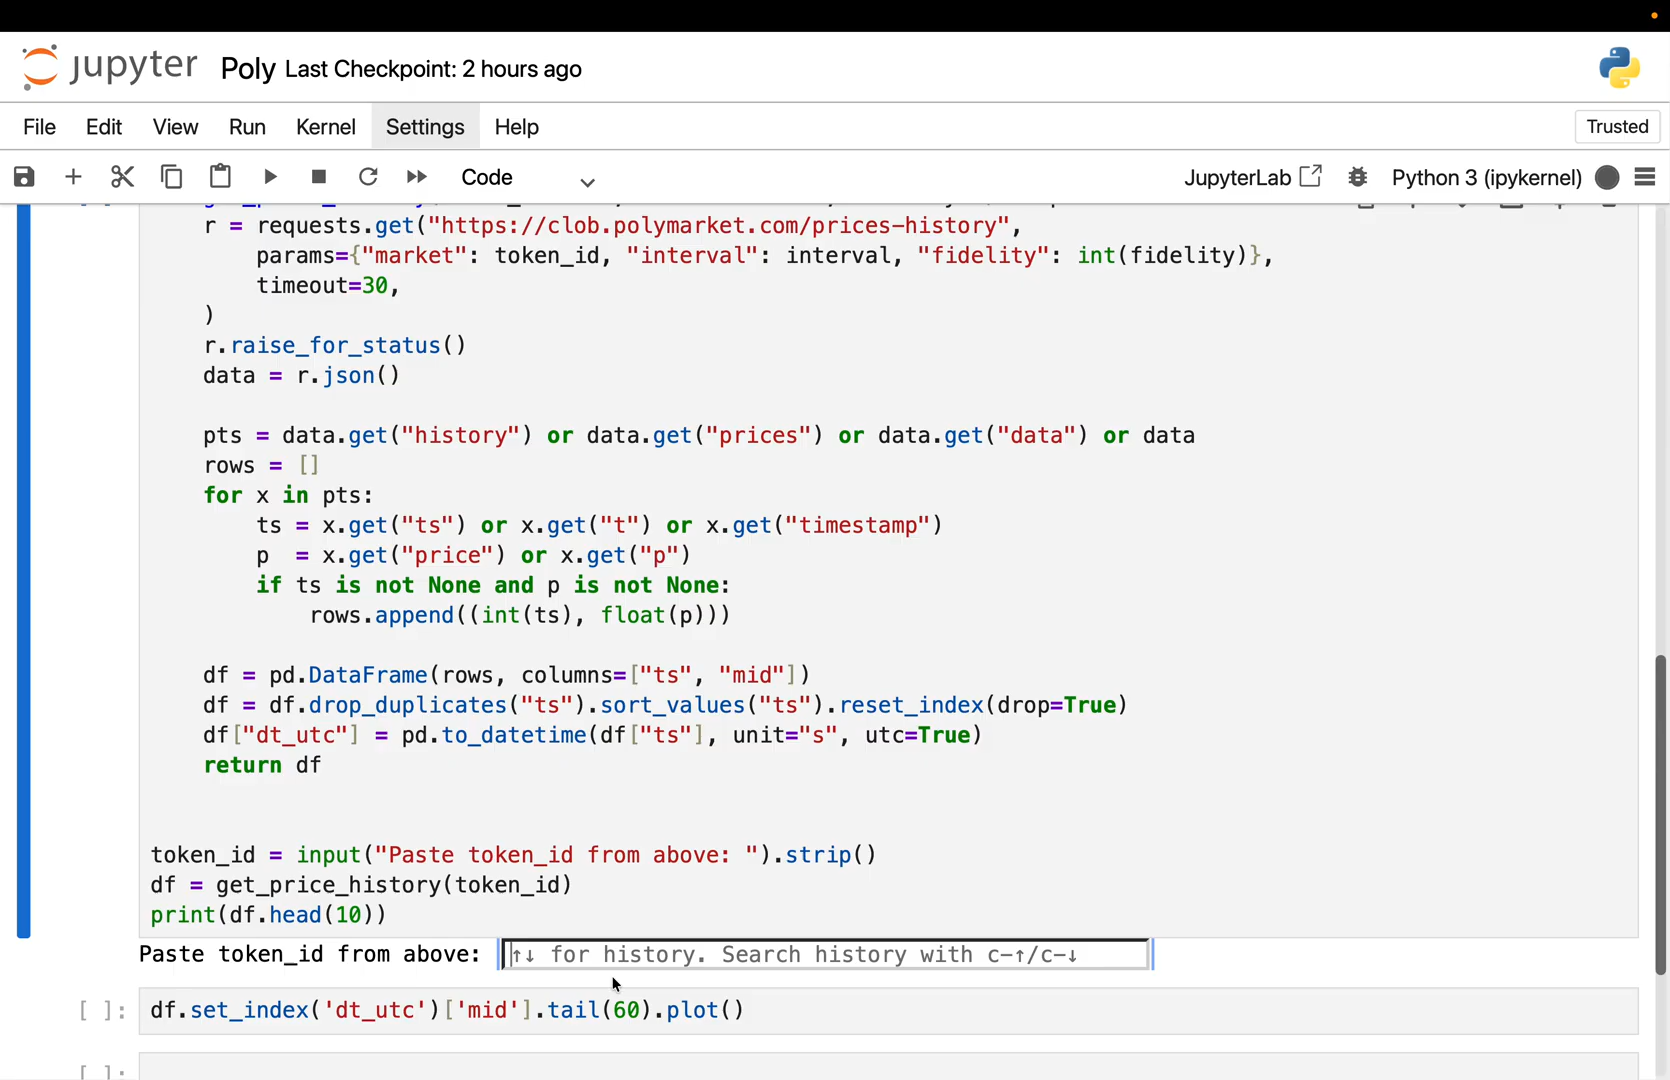 jupyter Poly Last Checkpoint: 2 hours ago
File Edit View Run Kernel Settings Help Trusted
Code JupyterLab Python 3 (ipykernel)
r = requests.get("https://clob.polymarket.com/prices-history",
params={"market": token_id, "interval": interval, "fidelity": int(fidelity)},
timeout=30,
)
r.raise_for_status()
data = r.json()
pts = data.get("history") or data.get("prices") or data.get("data") or data
rows = []
for x in pts:
ts = x.get("ts") or x.get("t") or x.get("timestamp")
p  = x.get("price") or x.get("p")
if ts is not None and p is not None:
rows.append((int(ts), float(p)))
df = pd.DataFrame(rows, columns=["ts", "mid"])
df = df.drop_duplicates("ts").sort_values("ts").reset_index(drop=True)
df["dt_utc"] = pd.to_datetime(df["ts"], unit="s", utc=True)
return df
token_id = input("Paste token_id from above: ").strip()
df = get_price_history(token_id)
print(df.head(10))
Paste token_id from above: ↑↓ for history. Search history with c-↑/c-↓
[ ]: df.set_index('dt_utc')['mid'].tail(60).plot()
[ ]: